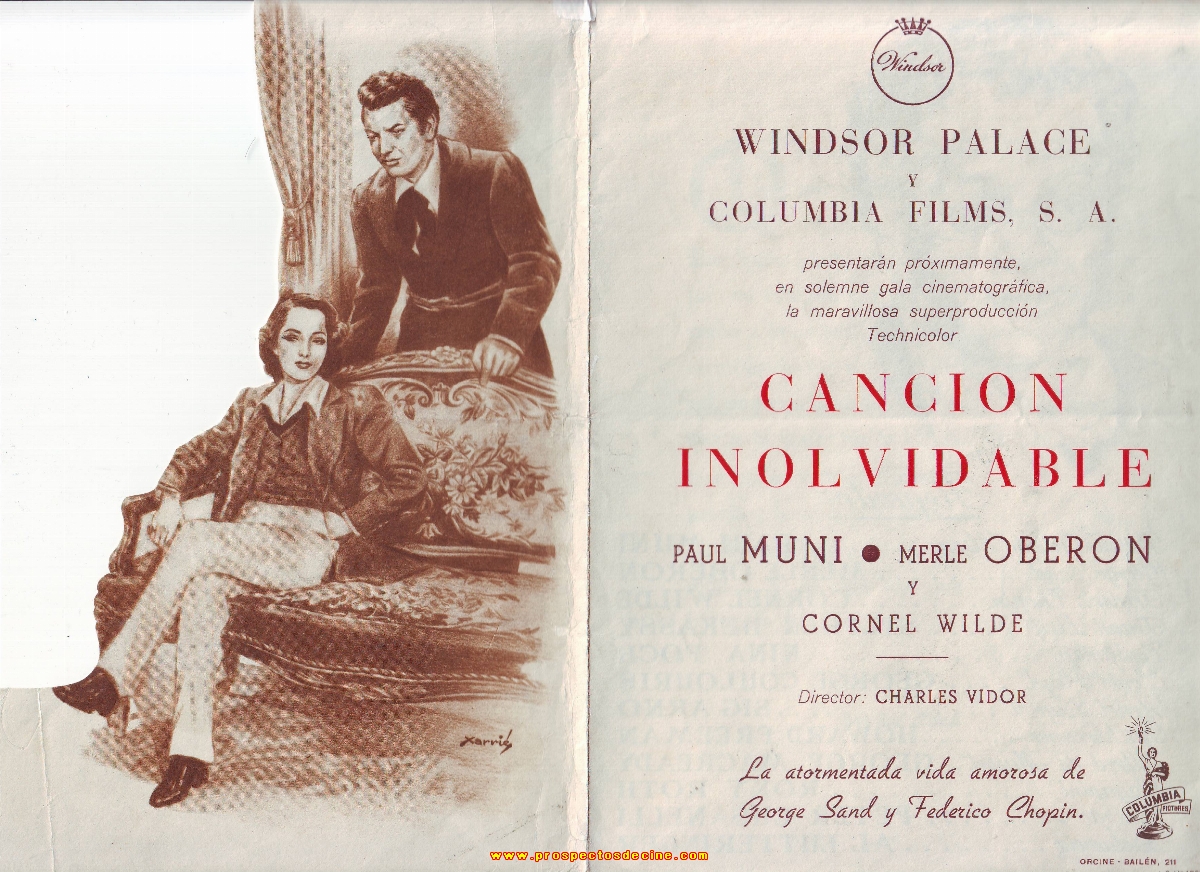 Windsor
WINDSOR PALACE
Y
COLUMBIA FILMS, S. A.
presentarán próximamente,
en solemne gala cinematográfica,
la maravillosa superproducción
Technicolor
CANCION
INOLVIDABLE
PAUL MUNI ● MERLE OBERON
Y
CORNEL WILDE
Director: CHARLES VIDOR
La atormentada vida amorosa de
George Sand y Federico Chopin.
COLUMBIA
PICTURES
ORCINE - BAILÉN, 211
www.prospectosdecine.com